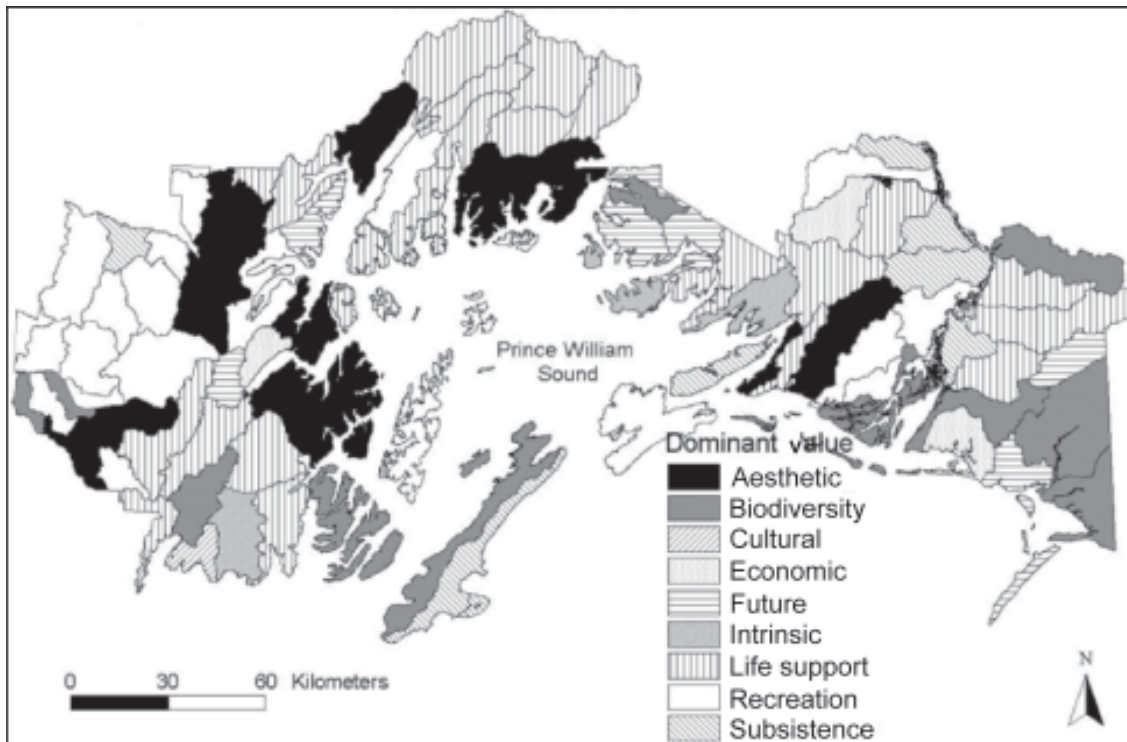 Prince William
Sound
Dominant value
Aesthetic
Biodiversity
Cultural
Economic
Future
Intrinsic
Life support
Recreation
Subsistence
0 30 60 Kilometers
N